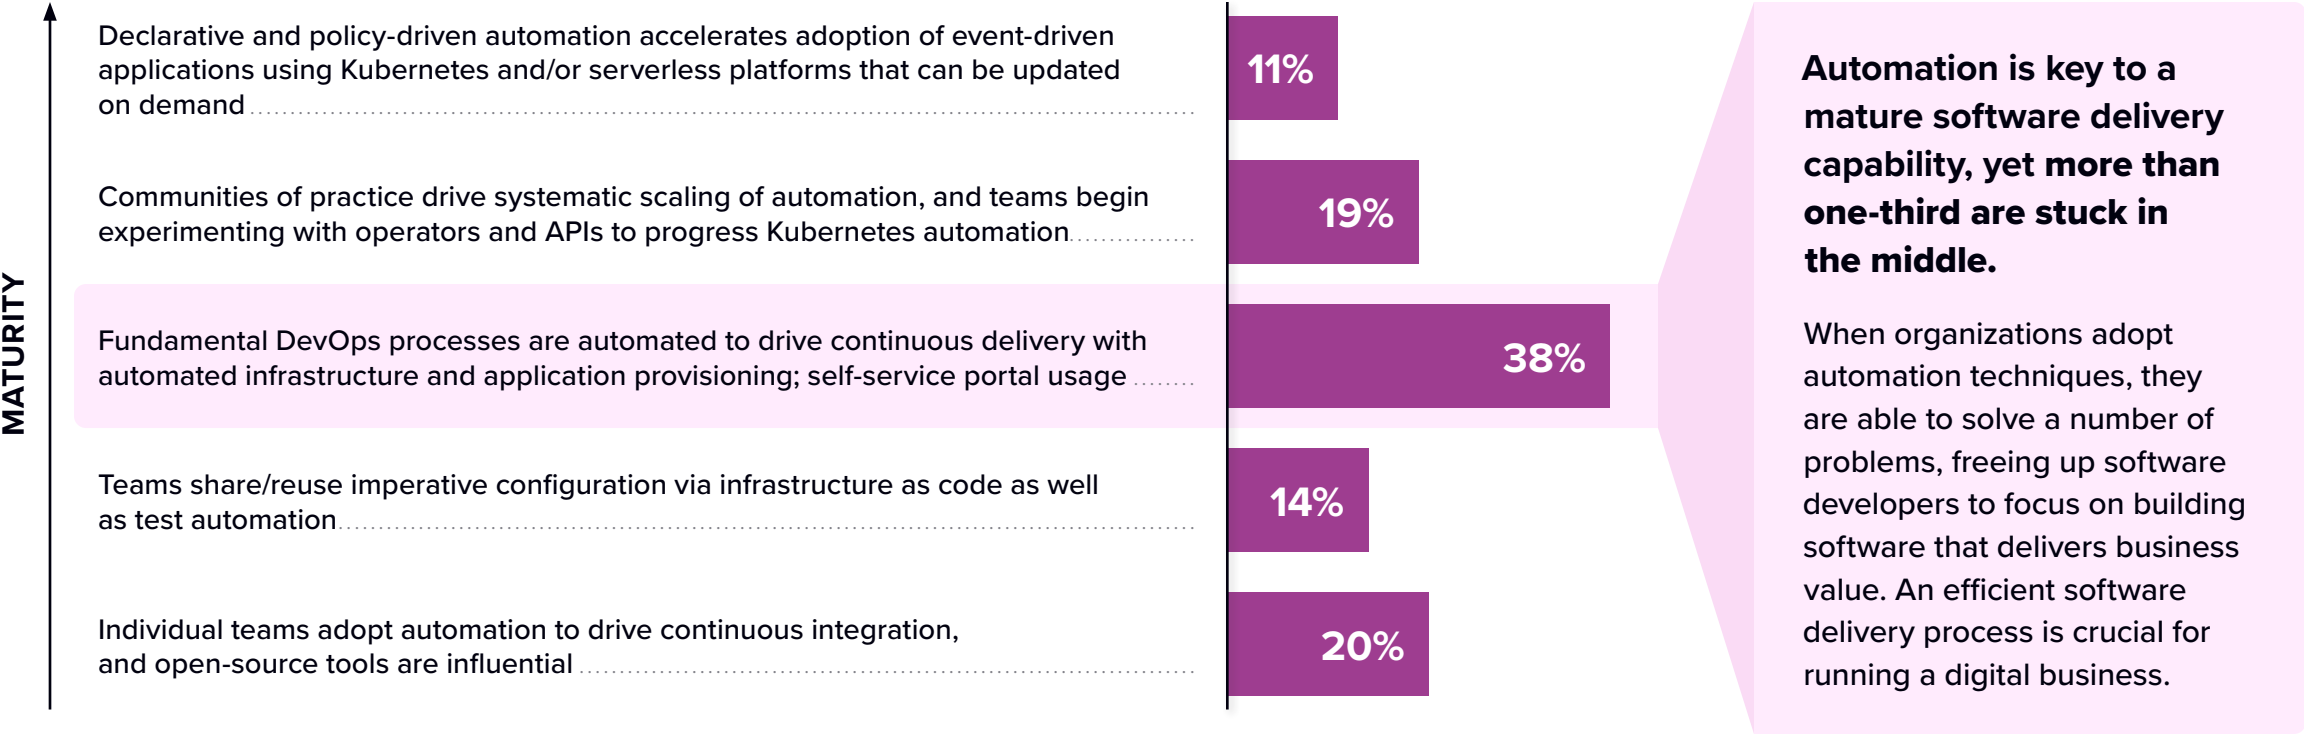 MATURITY
Declarative and policy-driven automation accelerates adoption of event-driven
applications using Kubernetes and/or serverless platforms that can be updated
on demand
11%
Communities of practice drive systematic scaling of automation, and teams begin
experimenting with operators and APIs to progress Kubernetes automation
19%
Fundamental DevOps processes are automated to drive continuous delivery with
automated infrastructure and application provisioning; self-service portal usage
38%
Teams share/reuse imperative configuration via infrastructure as code as well
as test automation
14%
Individual teams adopt automation to drive continuous integration,
and open-source tools are influential
20%
Automation is key to a
mature software delivery
capability, yet more than
one-third are stuck in
the middle.
When organizations adopt
automation techniques, they
are able to solve a number of
problems, freeing up software
developers to focus on building
software that delivers business
value. An efficient software
delivery process is crucial for
running a digital business.